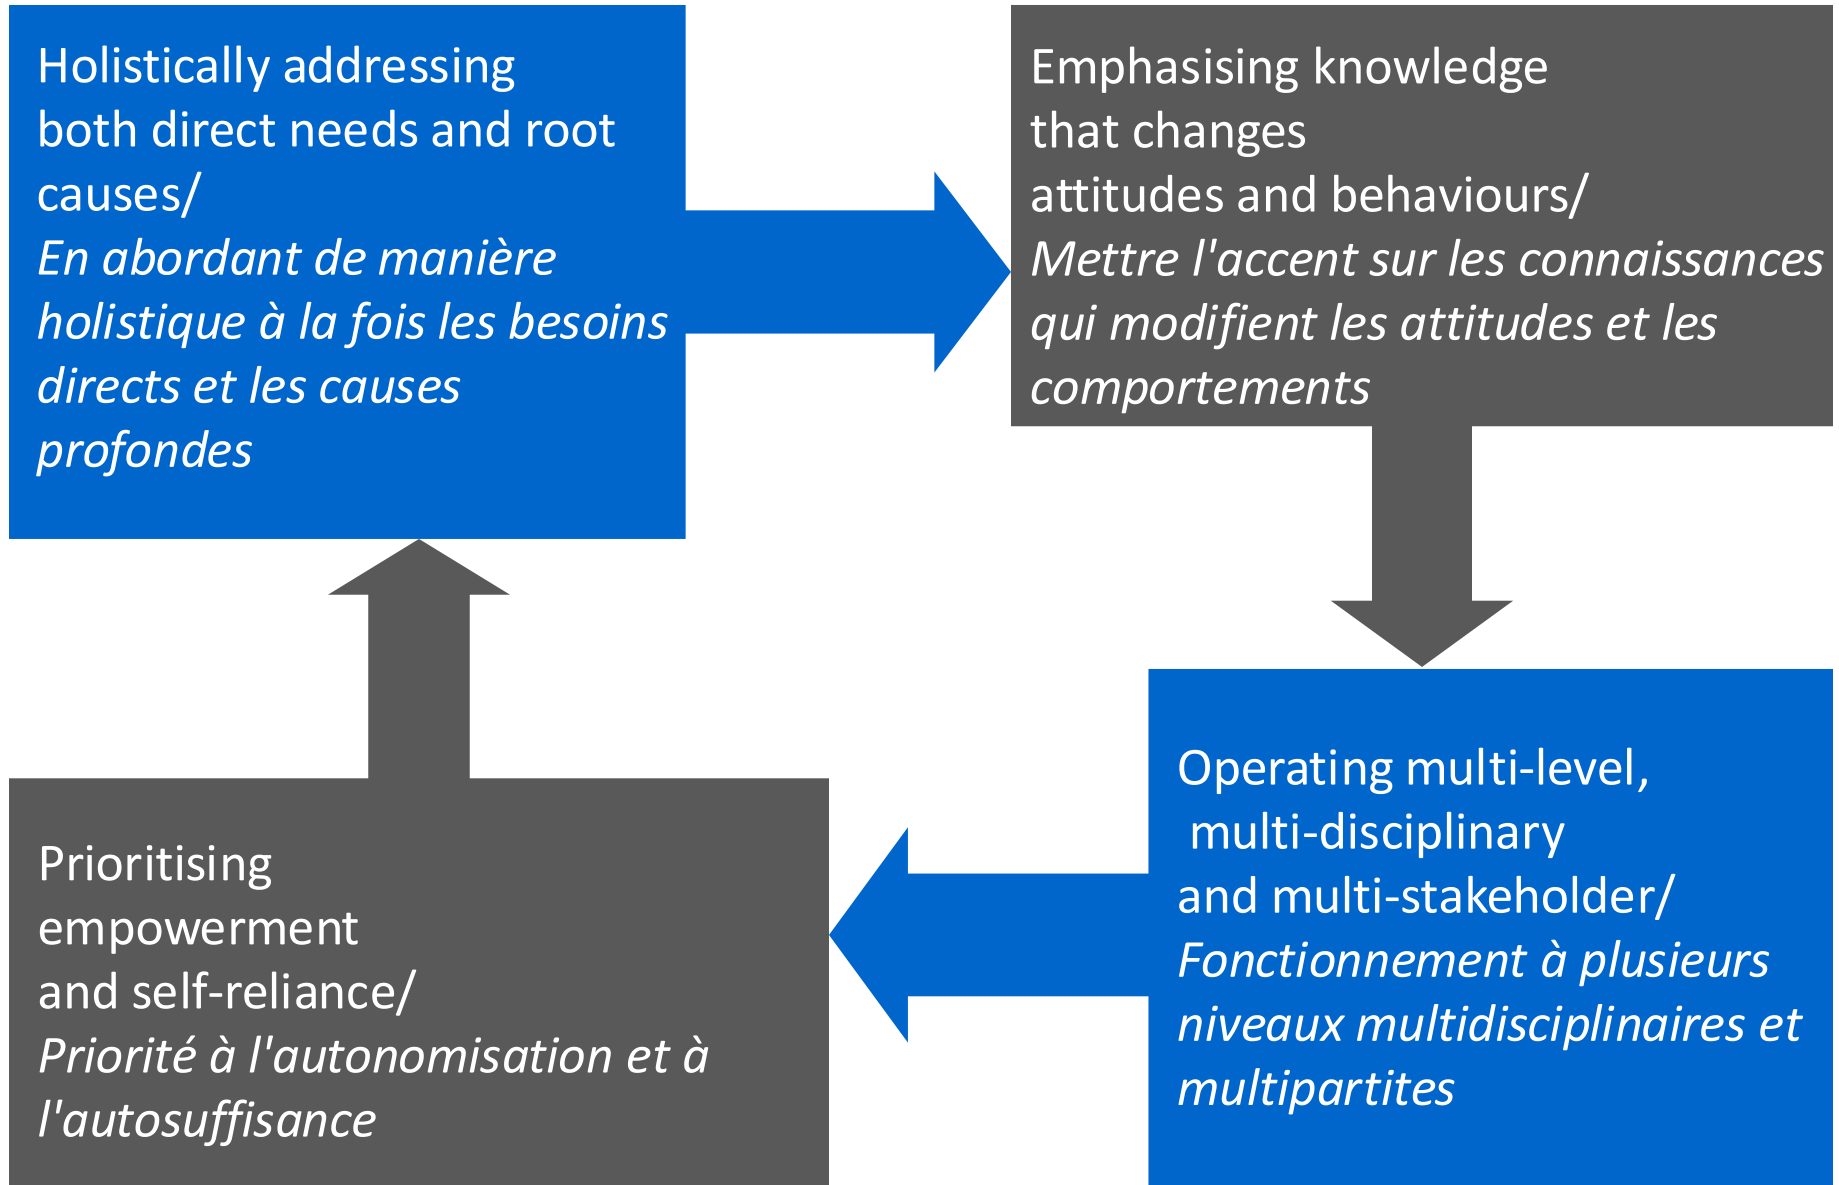 Holistically addressing
both direct needs and root
causes/
En abordant de manière
holistique à la fois les besoins
directs et les causes
profondes
Emphasising knowledge
that changes
attitudes and behaviours/
Mettre l'accent sur les connaissances
qui modifient les attitudes et les
comportements
Operating multi-level,
multi-disciplinary
and multi-stakeholder/
Fonctionnement à plusieurs
niveaux multidisciplinaires et
multipartites
Prioritising
empowerment
and self-reliance/
Priorité à l'autonomisation et à
l'autosuffisance